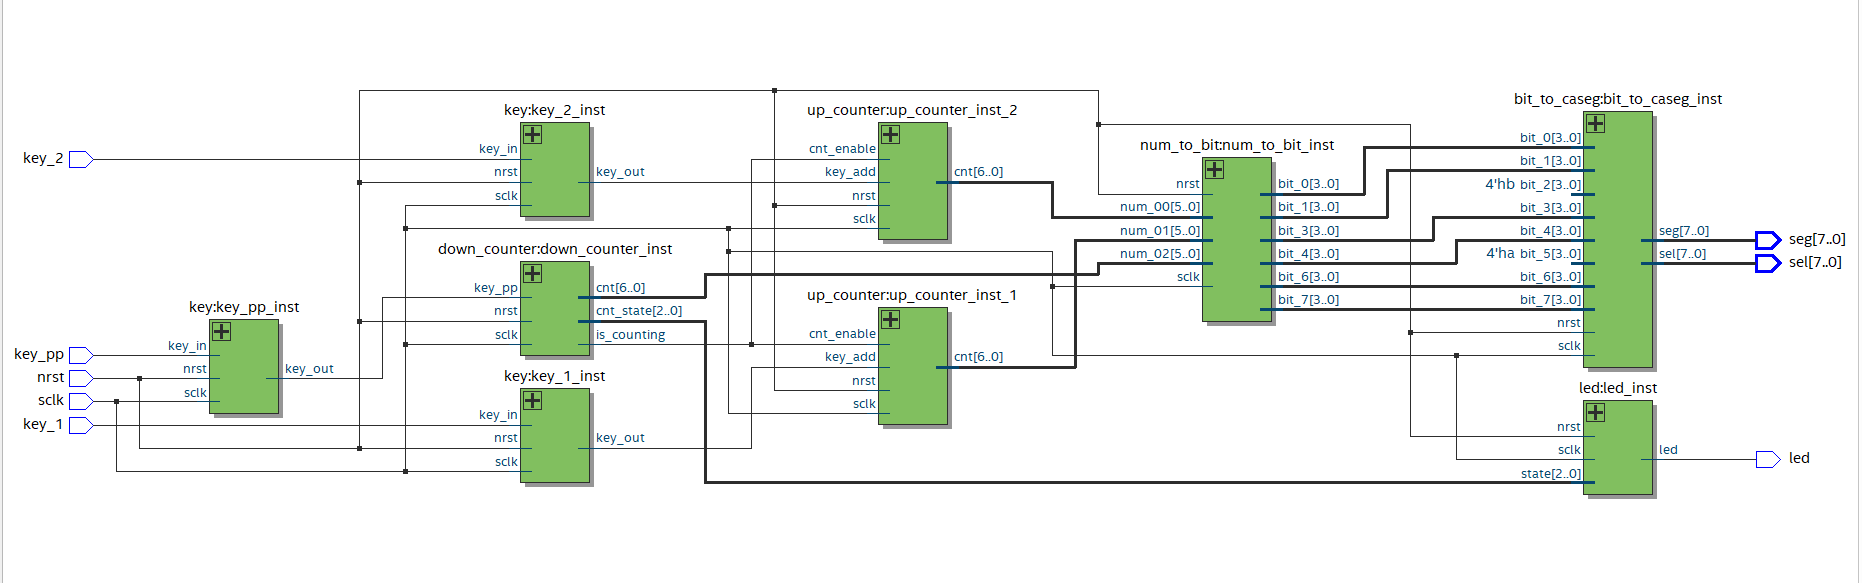 key_2
key:key_2_inst
key_in
nrst
sclk
key_out
down_counter:down_counter_inst
key_pp
nrst
sclk
cnt[6..0]
cnt_state[2..0]
is_counting
key:key_pp_inst
key_pp
nrst
sclk
key_1
key_in
nrst
sclk
key_out
key:key_1_inst
key_in
nrst
sclk
key_out
up_counter:up_counter_inst_2
cnt_enable
key_add
nrst
sclk
cnt[6..0]
up_counter:up_counter_inst_1
cnt_enable
key_add
nrst
sclk
cnt[6..0]
num_to_bit:num_to_bit_inst
nrst
num_00[5..0]
num_01[5..0]
num_02[5..0]
sclk
bit_0[3..0]
bit_1[3..0]
bit_3[3..0]
bit_4[3..0]
bit_6[3..0]
bit_7[3..0]
bit_to_caseg:bit_to_caseg_inst
bit_0[3..0]
bit_1[3..0]
4'hb bit_2[3..0]
bit_3[3..0]
bit_4[3..0]
4'ha bit_5[3..0]
bit_6[3..0]
bit_7[3..0]
nrst
sclk
seg[7..0]
sel[7..0]
seg[7..0]
sel[7..0]
led:led_inst
nrst
sclk
state[2..0]
led
led